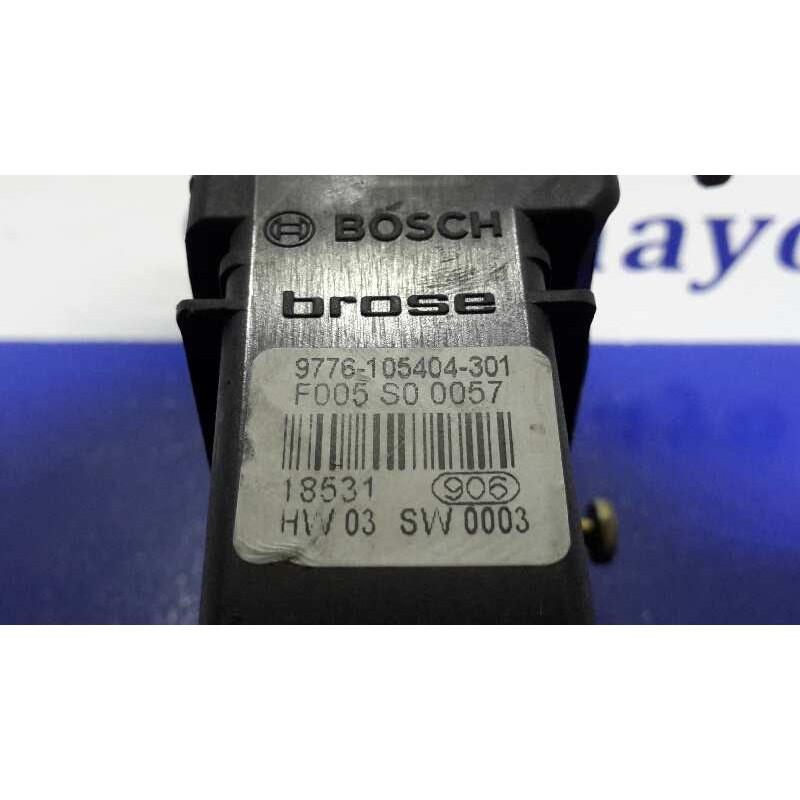 BOSCH
brose
9776-105404-301
F005 S0 0057
18531 906
HW 03 SW 0003